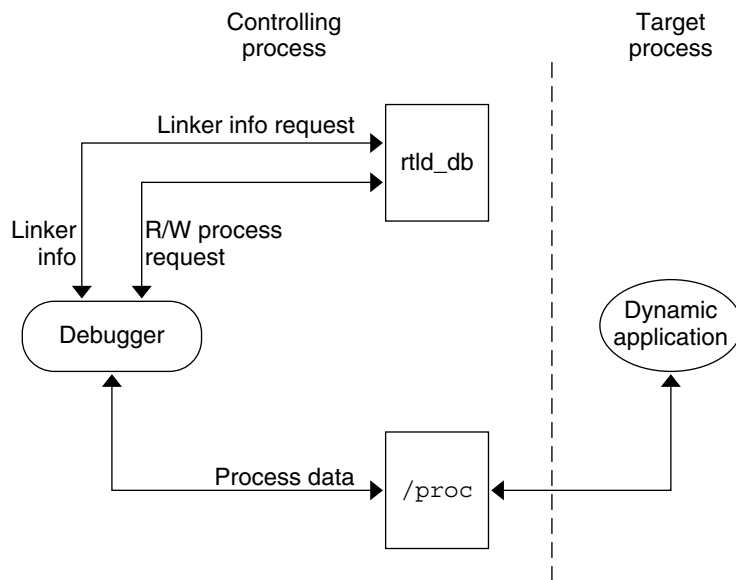 Controlling
process
Target
process
Linker info request
rtld_db
Linker
info
R/W process
request
Debugger
Dynamic
application
Process data
/proc